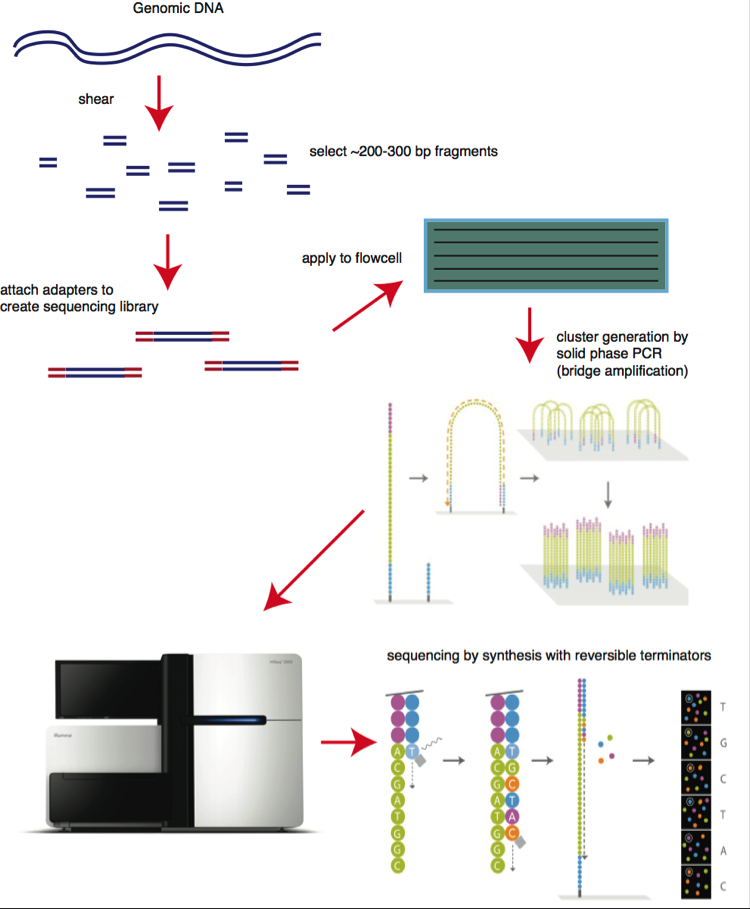 Genomic DNA
shear
select ~200-300 bp fragments
attach adapters to
create sequencing library
apply to flowcell
cluster generation by
solid phase PCR
(bridge amplification)
illumina
sequencing by synthesis with reversible terminators
A T
C
G
A
T
G
G
C
A T
C G
G C
A T
T A
G C
G
C
T
G
C
T
A
C